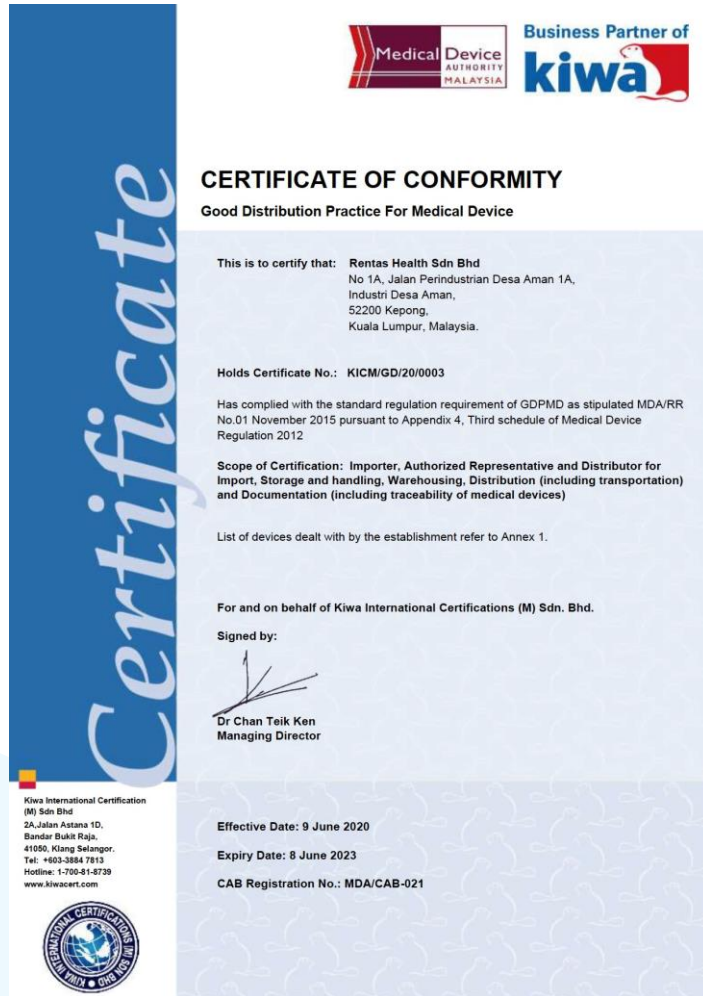 Medical Device
AUTHORITY
MALAYSIA
Business Partner of
kiwa
Certificate
CERTIFICATE OF CONFORMITY
Good Distribution Practice For Medical Device
This is to certify that: Rentas Health Sdn Bhd
No 1A, Jalan Perindustrian Desa Aman 1A,
Industri Desa Aman,
52200 Kepong,
Kuala Lumpur, Malaysia.
Holds Certificate No.: KICM/GD/20/0003
Has complied with the standard regulation requirement of GDPMD as stipulated MDA/RR
No.01 November 2015 pursuant to Appendix 4, Third schedule of Medical Device
Regulation 2012
Scope of Certification: Importer, Authorized Representative and Distributor for
Import, Storage and handling, Warehousing, Distribution (including transportation)
and Documentation (including traceability of medical devices)
List of devices dealt with by the establishment refer to Annex 1.
For and on behalf of Kiwa International Certifications (M) Sdn. Bhd.
Signed by:
Dr Chan Teik Ken
Managing Director
Effective Date: 9 June 2020
Expiry Date: 8 June 2023
CAB Registration No.: MDA/CAB-021
Kiwa International Certification
(M) Sdn Bhd
2A,Jalan Astana 1D,
Bandar Bukit Raja,
41050, Klang Selangor.
Tel: +603-3884 7813
Hotline: 1-700-81-8739
www.kiwacert.com
KIWA INTERNATIONAL CERTIFICATIONS (M) SDN BHD